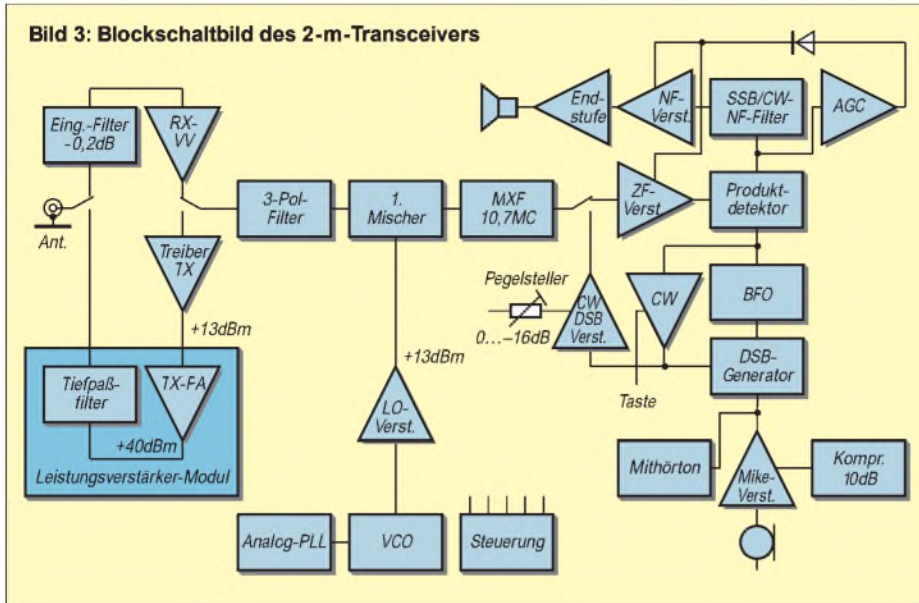 Bild 3: Blockschaltbild des 2-m-Transceivers
Eing.-Filter
-0,2dB
RX-
VV
End-
stufe
NF-
Verst.
SSB/CW-
NF-Filter
AGC
Ant.
3-Pol-
Filter
1.
Mischer
MXF
10,7MC
ZF-
Verst
Produkt-
detektor
Treiber
TX
+13dBm
Pegelsteller
0...–16dB
CW
DSB
Verst.
CW
BFO
DSB-
Generator
Taste
Tiefpaß-
filter
TX-PA
+40dBm
Leistungsverstärker-Modul
+13dBm
LO-
Verst.
Mithörton
Mike-
Verst.
Kompr.
10dB
Analog-PLL
VCO
Steuerung